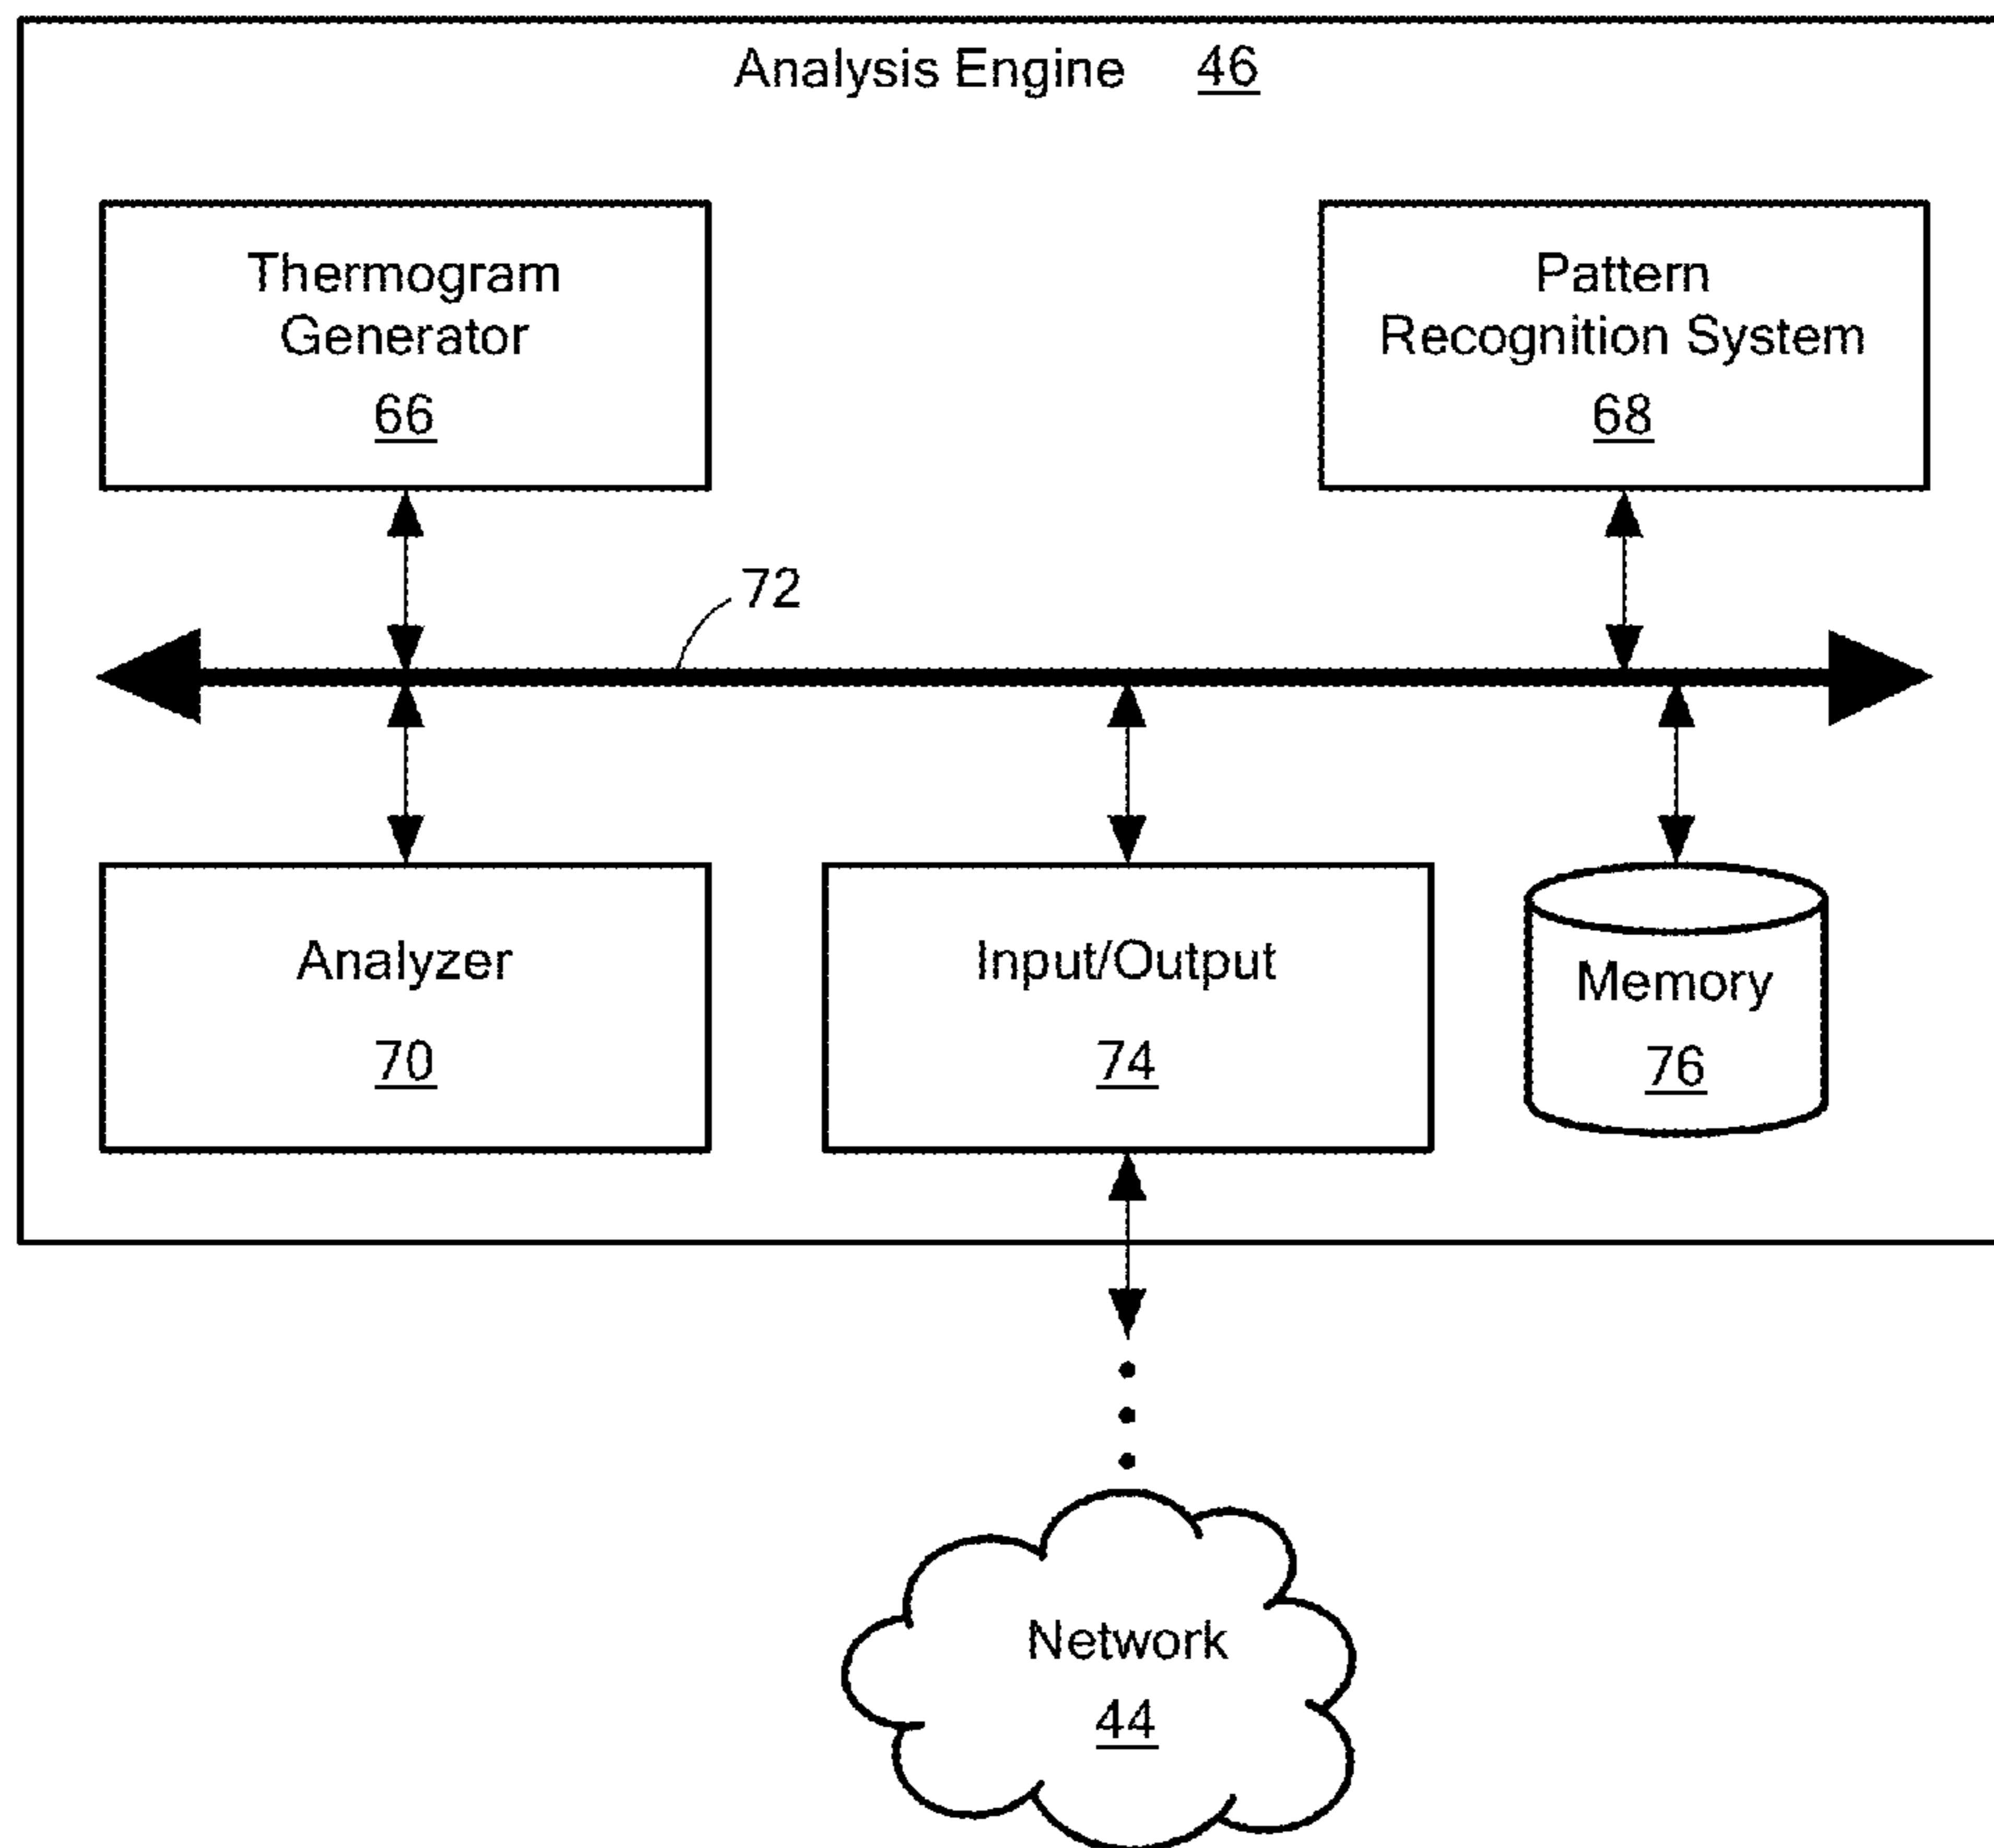 Analysis Engine 46
Thermogram
Generator
66
Pattern
Recognition System
68
72
Analyzer
70
Input/Output
74
Memory
76
Network
44